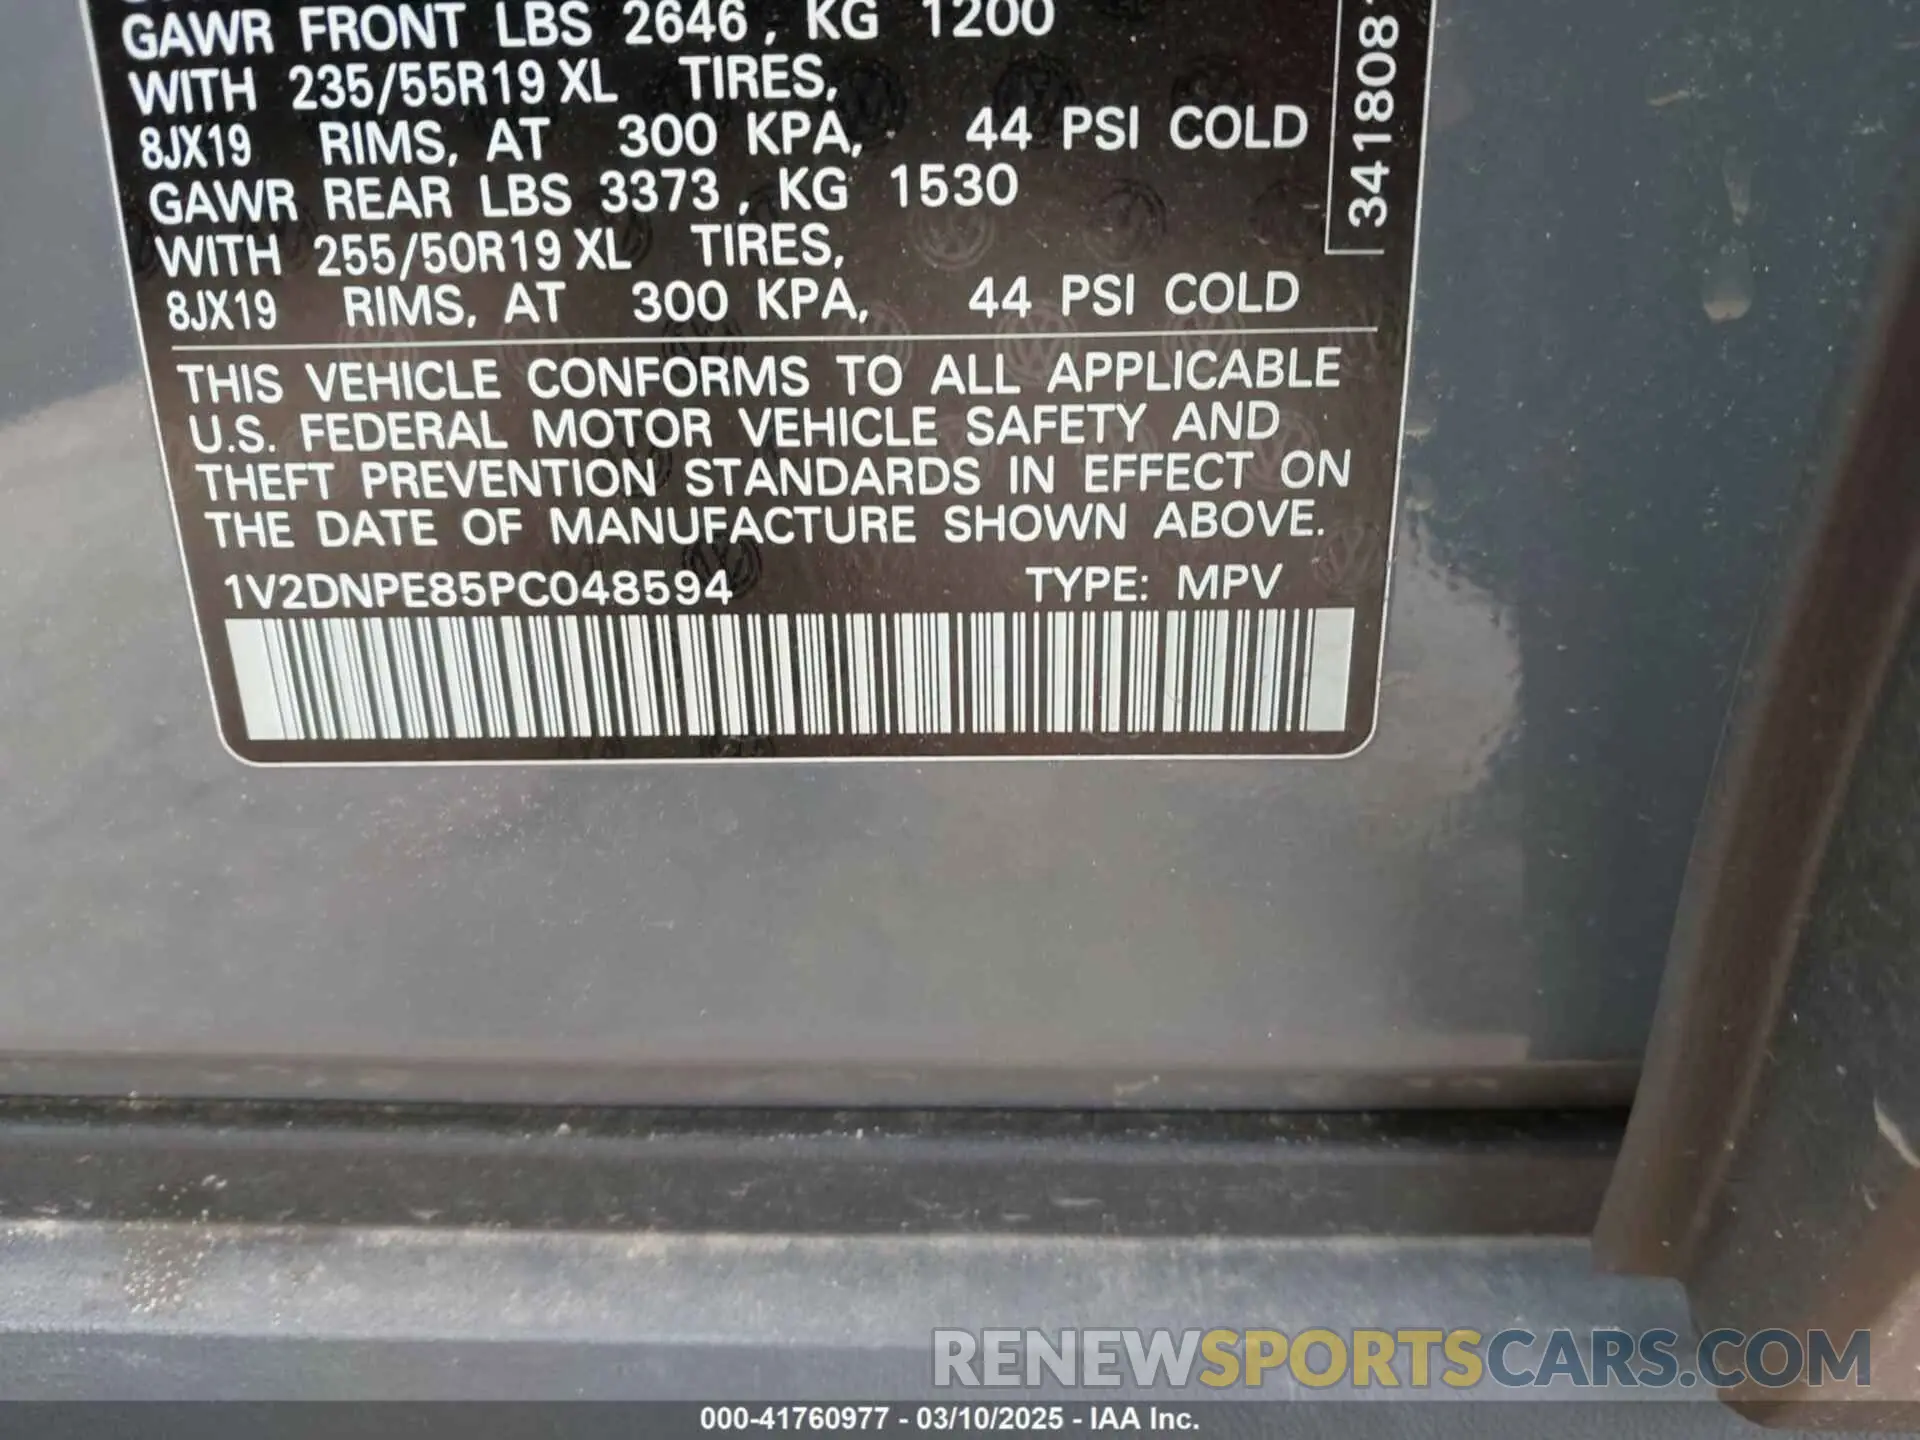 GAWR FRONT LBS 2646, KG 1200
WITH 235/55R19 XL TIRES,
8JX19 RIMS, AT 300 KPA, 44 PSI COLD
GAWR REAR LBS 3373, KG 1530
WITH 255/50R19 XL TIRES,
8JX19 RIMS, AT 300 KPA, 44 PSI COLD
341808
THIS VEHICLE CONFORMS TO ALL APPLICABLE
U.S. FEDERAL MOTOR VEHICLE SAFETY AND
THEFT PREVENTION STANDARDS IN EFFECT ON
THE DATE OF MANUFACTURE SHOWN ABOVE.
1V2DNPE85PC048594 TYPE: MPV
RENEWSPORTSCARS.COM
000-41760977 - 03/10/2025 - IAA Inc.